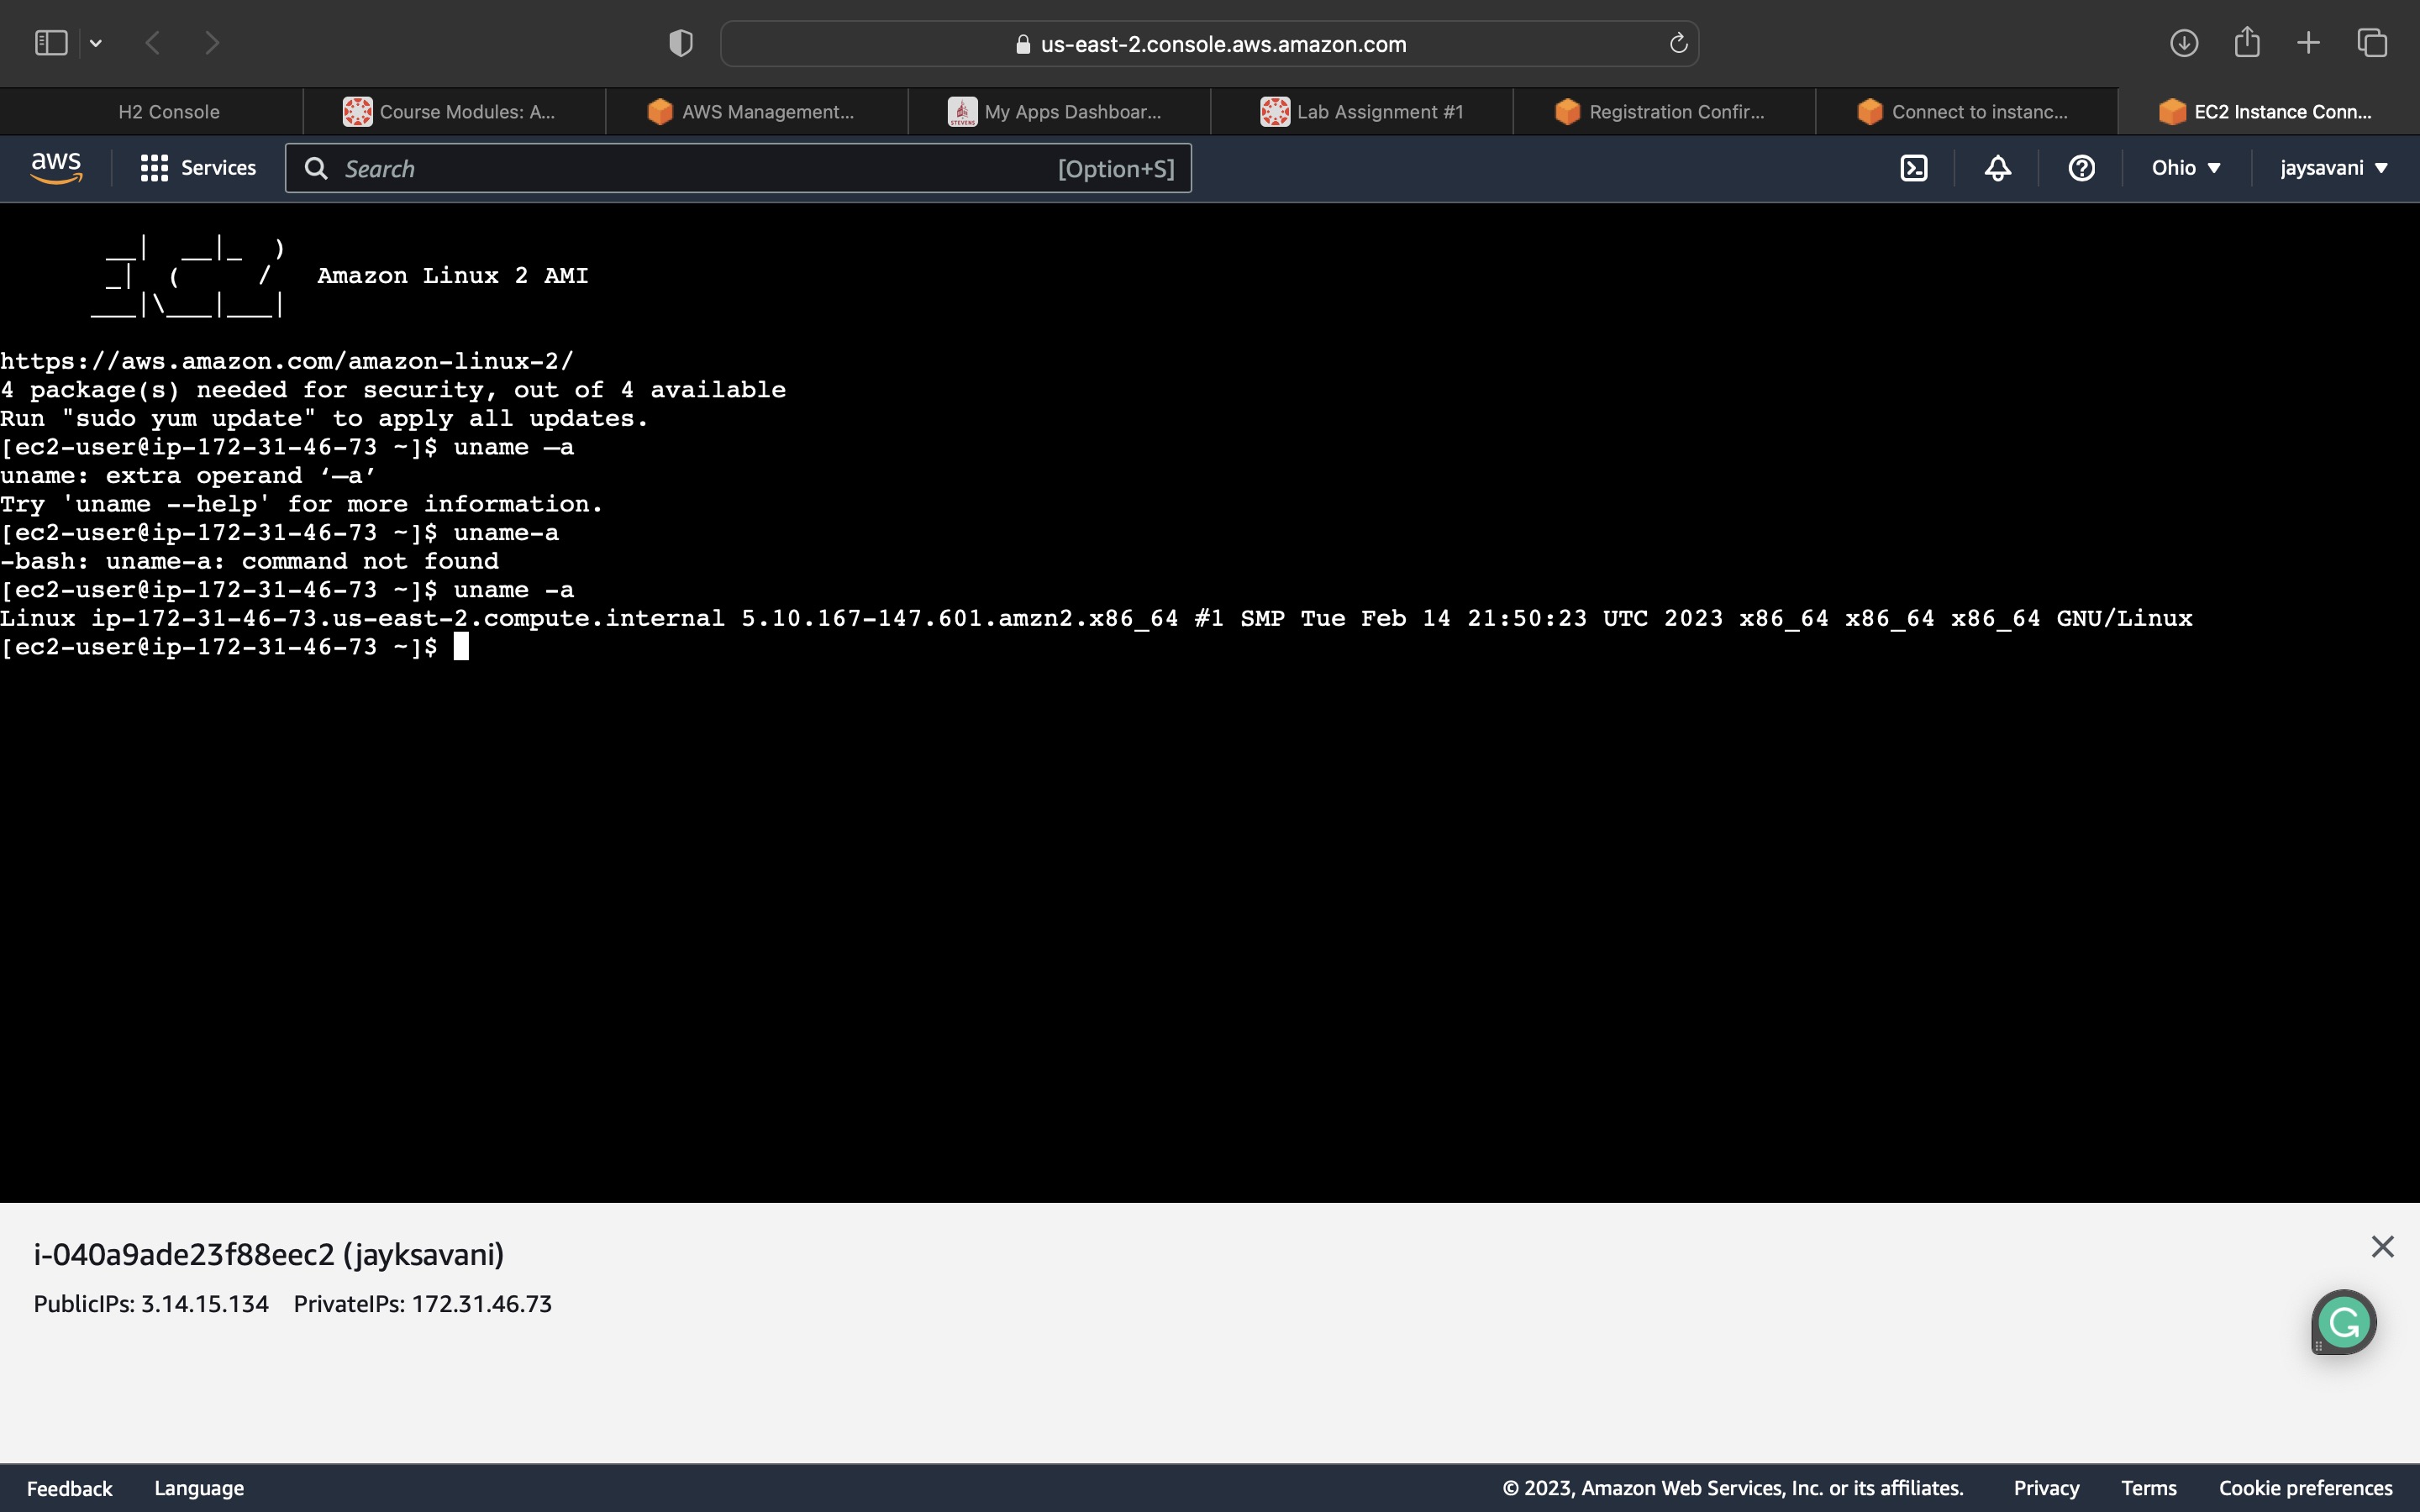 us-east-2.console.aws.amazon.com
H2 Console
Course Modules: A...
AWS Management...
STEVENS
My Apps Dashboar...
Lab Assignment #1
Registration Confir...
Connect to instanc...
EC2 Instance Conn...
aws
Services
Search
[Option+S]
Ohio
jaysavani
       __|  __|_  )
       _|  (     /   Amazon Linux 2 AMI
      ___|\___|___|
https://aws.amazon.com/amazon-linux-2/
4 package(s) needed for security, out of 4 available
Run "sudo yum update" to apply all updates.
[ec2-user@ip-172-31-46-73 ~]$ uname –a
uname: extra operand ‘–a’
Try 'uname --help' for more information.
[ec2-user@ip-172-31-46-73 ~]$ uname-a
-bash: uname-a: command not found
[ec2-user@ip-172-31-46-73 ~]$ uname -a
Linux ip-172-31-46-73.us-east-2.compute.internal 5.10.167-147.601.amzn2.x86_64 #1 SMP Tue Feb 14 21:50:23 UTC 2023 x86_64 x86_64 x86_64 GNU/Linux
[ec2-user@ip-172-31-46-73 ~]$
i-040a9ade23f88eec2 (jayksavani)
PublicIPs: 3.14.15.134 PrivateIPs: 172.31.46.73
Feedback
Language
© 2023, Amazon Web Services, Inc. or its affiliates.
Privacy
Terms
Cookie preferences